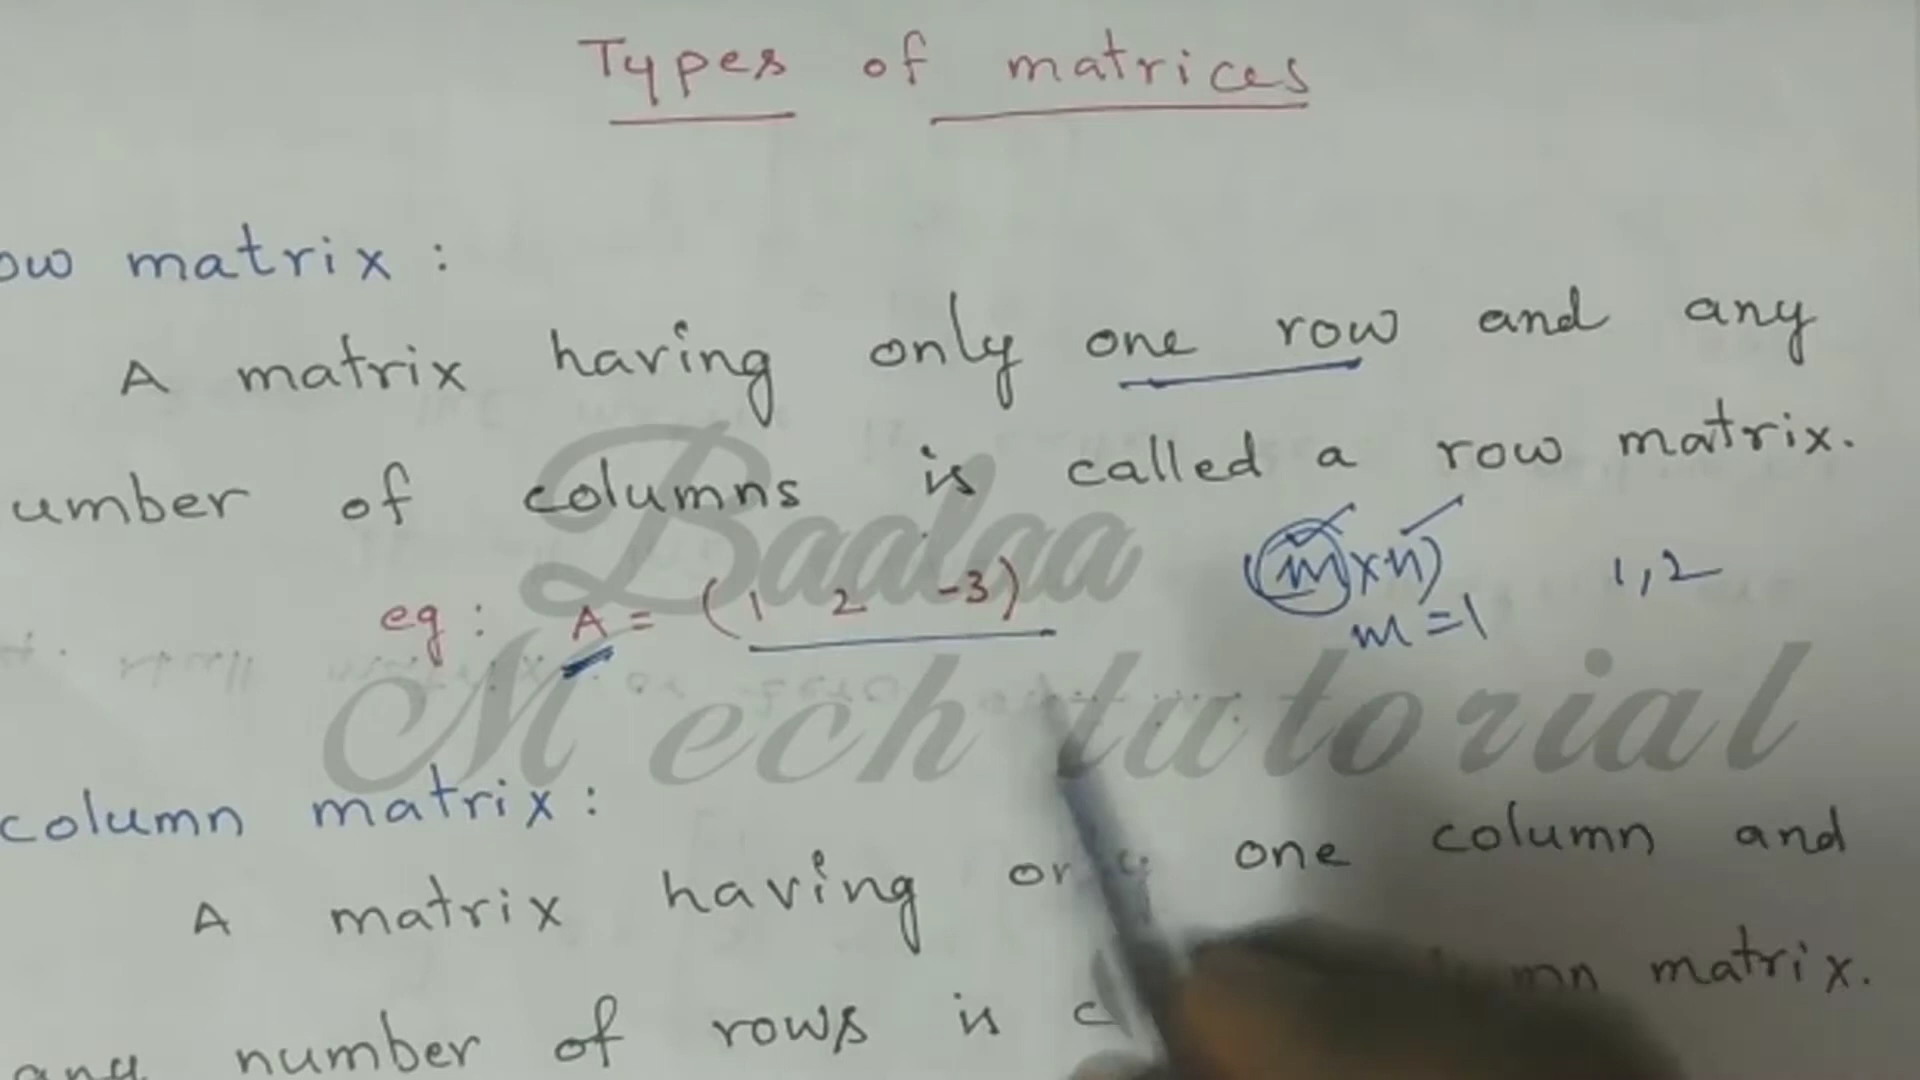 Types of matrices
ow matrix :
A matrix having only one row and any
umber of columns is called a row matrix.
eg : A = (1 2 -3) (m×n) 1,2
m=1
Baalaa
Mech tutorial
column matrix :
A matrix having one column and
mn matrix.
any number of rows is c